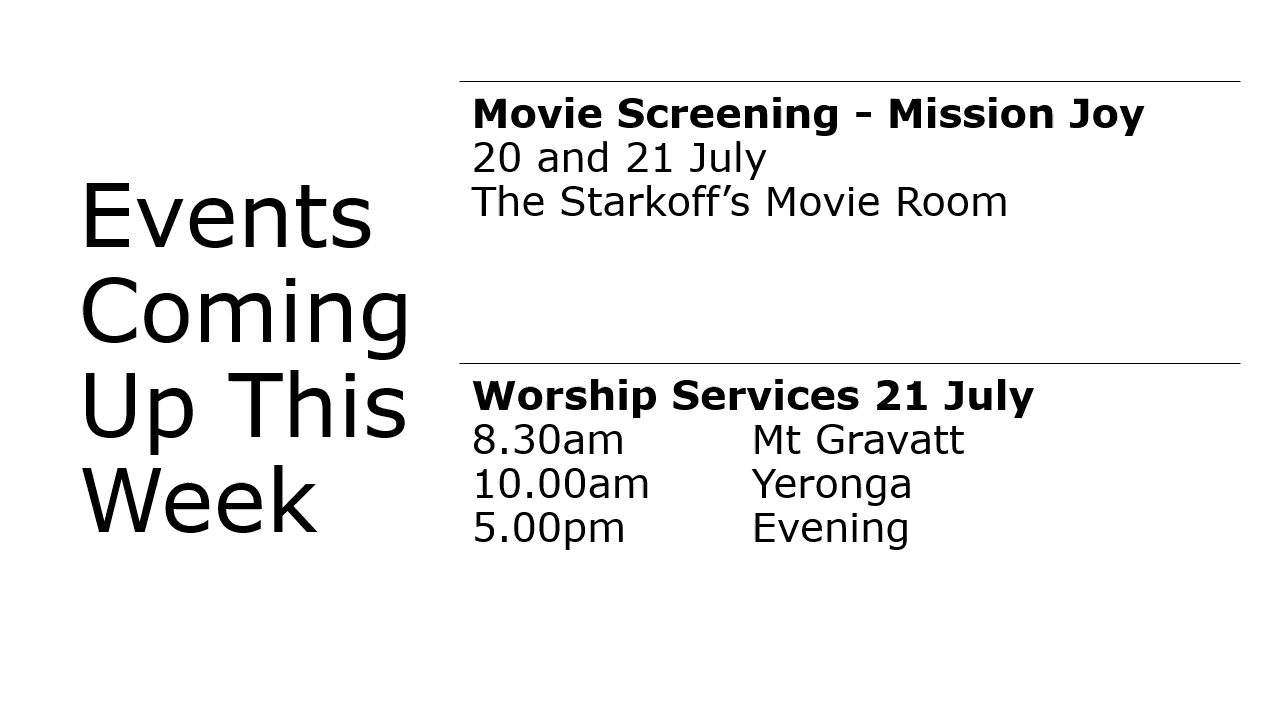 Events
Coming
Up This
Week
Movie Screening - Mission Joy
20 and 21 July
The Starkoff’s Movie Room
Worship Services 21 July
8.30am Mt Gravatt
10.00am Yeronga
5.00pm Evening